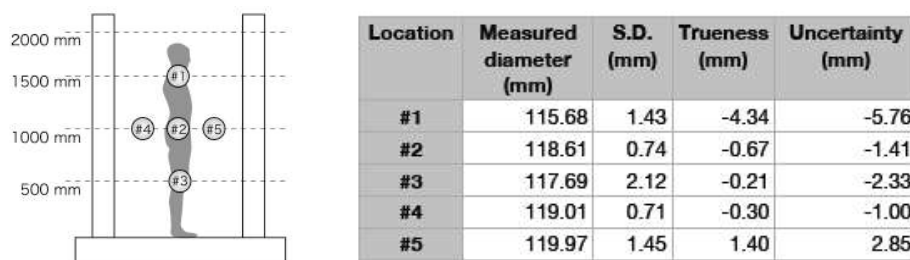 2000 mm
1500 mm
1000 mm
500 mm
#1
#4 #2 #5
#3
Location Measured diameter (mm) S.D. (mm) Trueness (mm) Uncertainty (mm)
#1 115.68 1.43 -4.34 -5.76
#2 118.61 0.74 -0.67 -1.41
#3 117.69 2.12 -0.21 -2.33
#4 119.01 0.71 -0.30 -1.00
#5 119.97 1.45 1.40 2.85